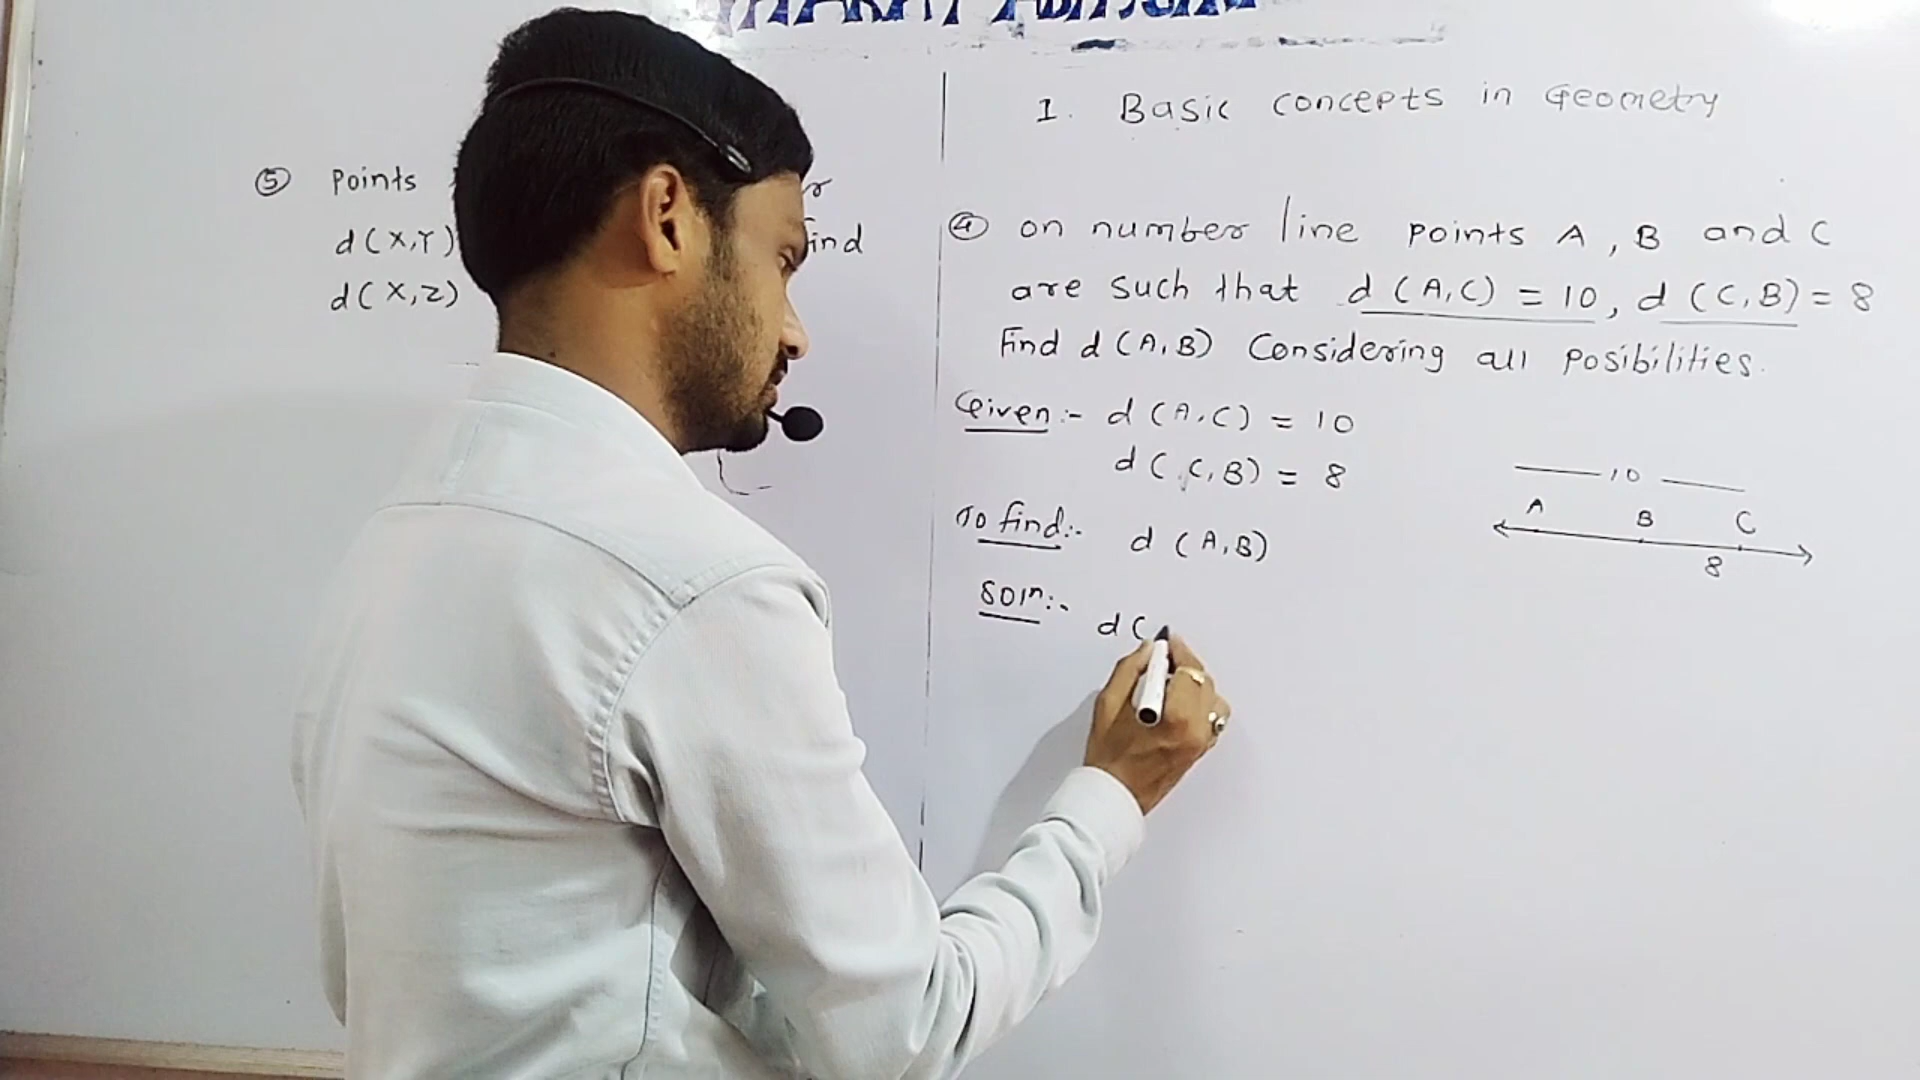 ⑤ Points
d(X,Y) find
d(X,Z)
1. Basic concepts in Geometry
④ on number line points A, B and C
are such that d(A,C) = 10, d(C,B) = 8
Find d(A,B) Considering all posibilities.
Given :- d(A,C) = 10
d(C,B) = 8
To find :- d(A,B)
Soln :- d(
10
A B C
8